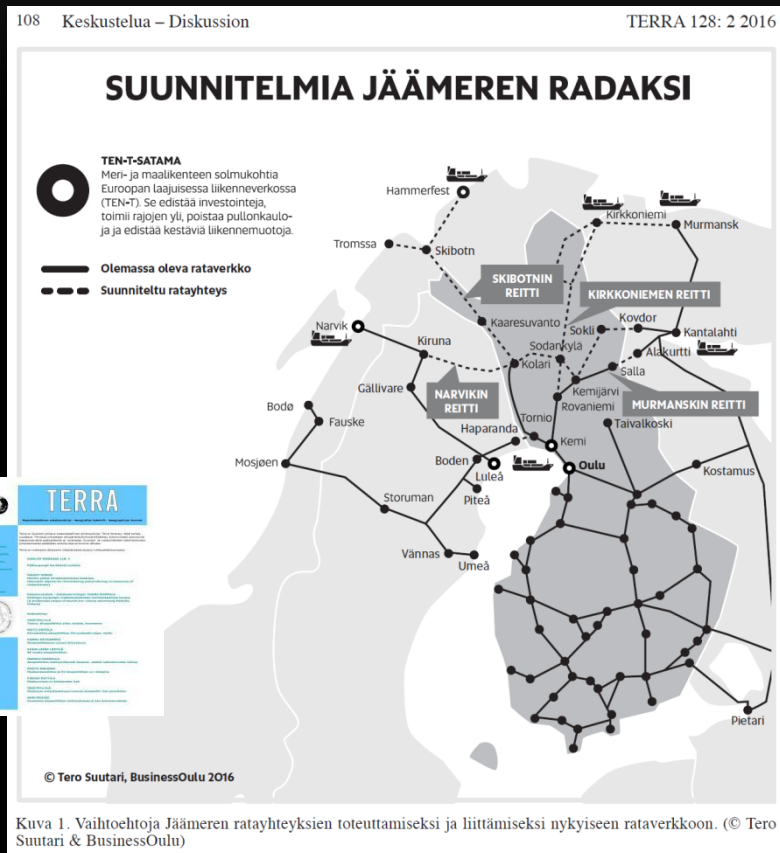 108 Keskustelua – Diskussion
TERRA 128: 2 2016
SUUNNITELMIA JÄÄMEREN RADAKSI
TEN-T-SATAMA
Meri- ja maalikenteen solmukohtia
Euroopan laajuisessa liikenneverkossa
(TEN-T). Se edistää investointeja,
toimii rajojen yli, poistaa pullonkaulo-
ja ja edistää kestäviä liikennemuotoja.
Olemassa oleva rataverkko
Suunniteltu ratayhteys
Hammerfest
Kirkkoniemi
Murmansk
Tromssa
Skibotn
SKIBOTNIN
REITTI
KIRKKONIEMEN REITTI
Kaaresuvanto
Sokli
Kovdor
Kantalahti
Narvik
Kiruna
Sodankylä
Alakurtti
Kolari
Salla
Gällivare
NARVIKIN
REITTI
Kemijärvi
Rovaniemi
MURMANSKIN REITTI
Bodø
Fauske
Tornio
Taivalkoski
Haparanda
Kemi
Mosjøen
Boden
Luleå
Oulu
Kostamus
Piteå
Storuman
Vännas
Umeå
Pietari
TERRA
© Tero Suutari, BusinessOulu 2016
Kuva 1. Vaihtoehtoja Jäämeren ratayhteyksien toteuttamiseksi ja liittämiseksi nykyiseen rataverkkoon. (© Tero
Suutari & BusinessOulu)